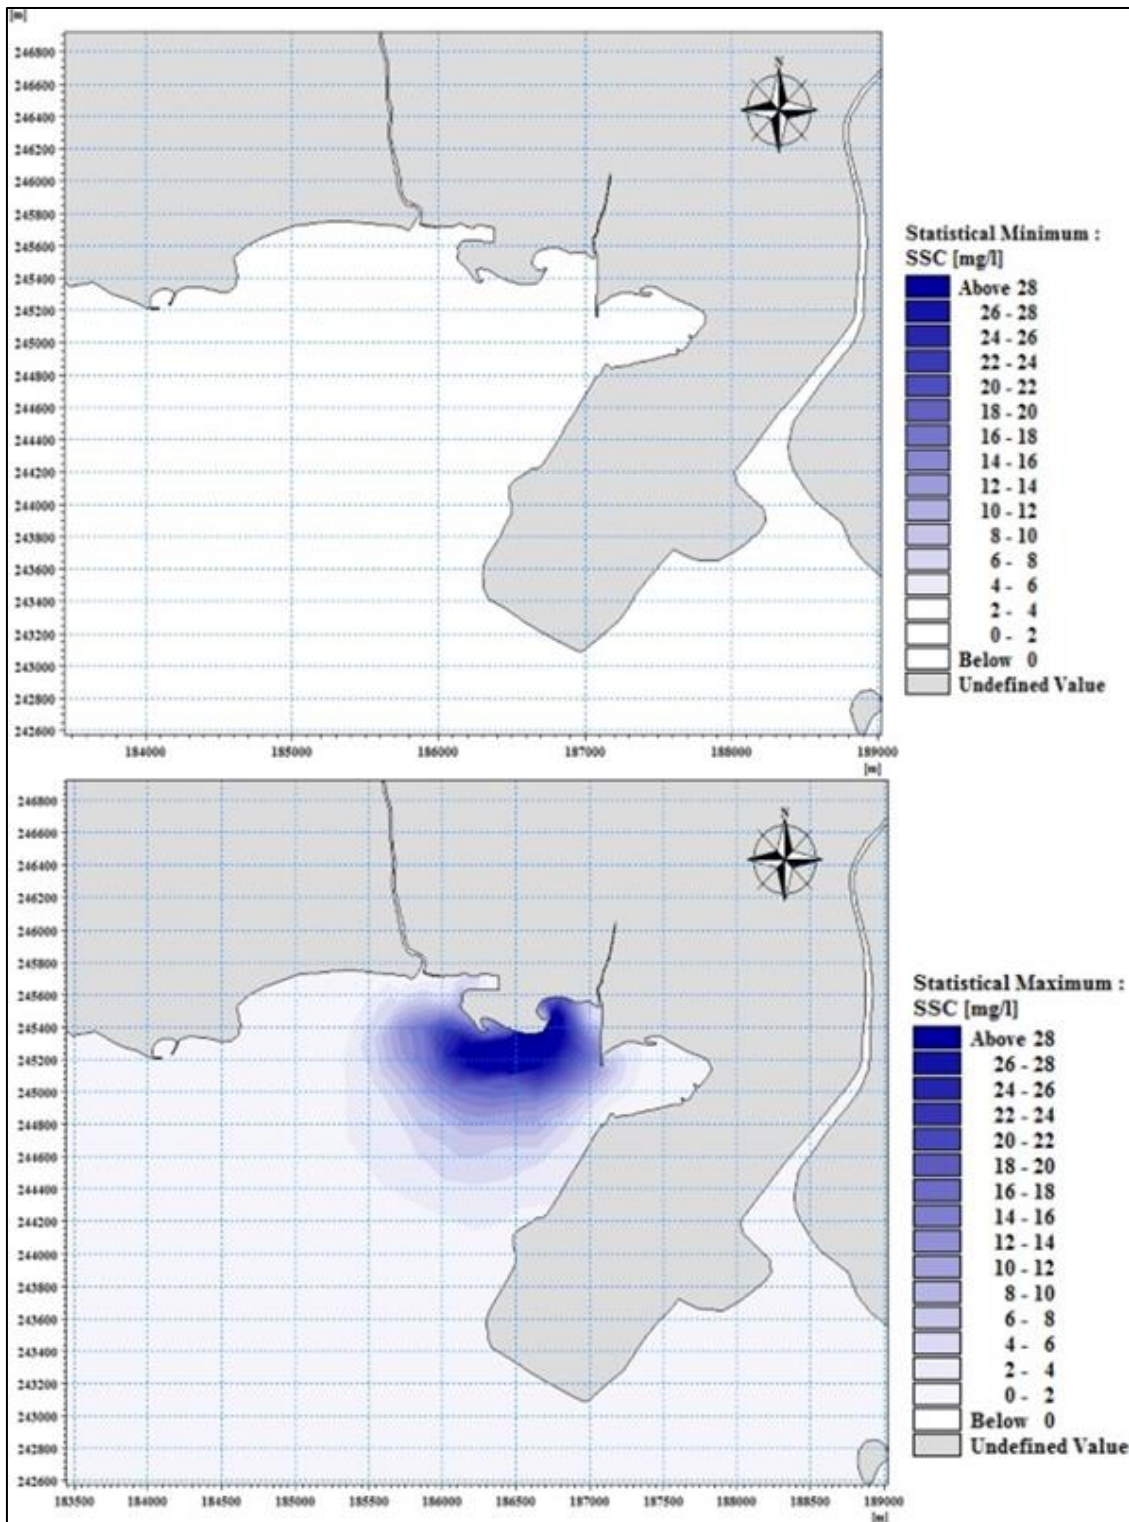 [m]
246800
246600
246400
246200
246000
245800
245600
245400
245200
245000
244800
244600
244400
244200
244000
243800
243600
243400
243200
243000
242800
242600
184000 185000 186000 187000 188000 189000
[m]
N
Statistical Minimum :
SSC [mg/l]
Above 28
26 - 28
24 - 26
22 - 24
20 - 22
18 - 20
16 - 18
14 - 16
12 - 14
10 - 12
8 - 10
6 - 8
4 - 6
2 - 4
0 - 2
Below 0
Undefined Value
246800
246600
246400
246200
246000
245800
245600
245400
245200
245000
244800
244600
244400
244200
244000
243800
243600
243400
243200
243000
242800
242600
183500 184000 184500 185000 185500 186000 186500 187000 187500 188000 188500 189000
[m]
N
Statistical Maximum :
SSC [mg/l]
Above 28
26 - 28
24 - 26
22 - 24
20 - 22
18 - 20
16 - 18
14 - 16
12 - 14
10 - 12
8 - 10
6 - 8
4 - 6
2 - 4
0 - 2
Below 0
Undefined Value